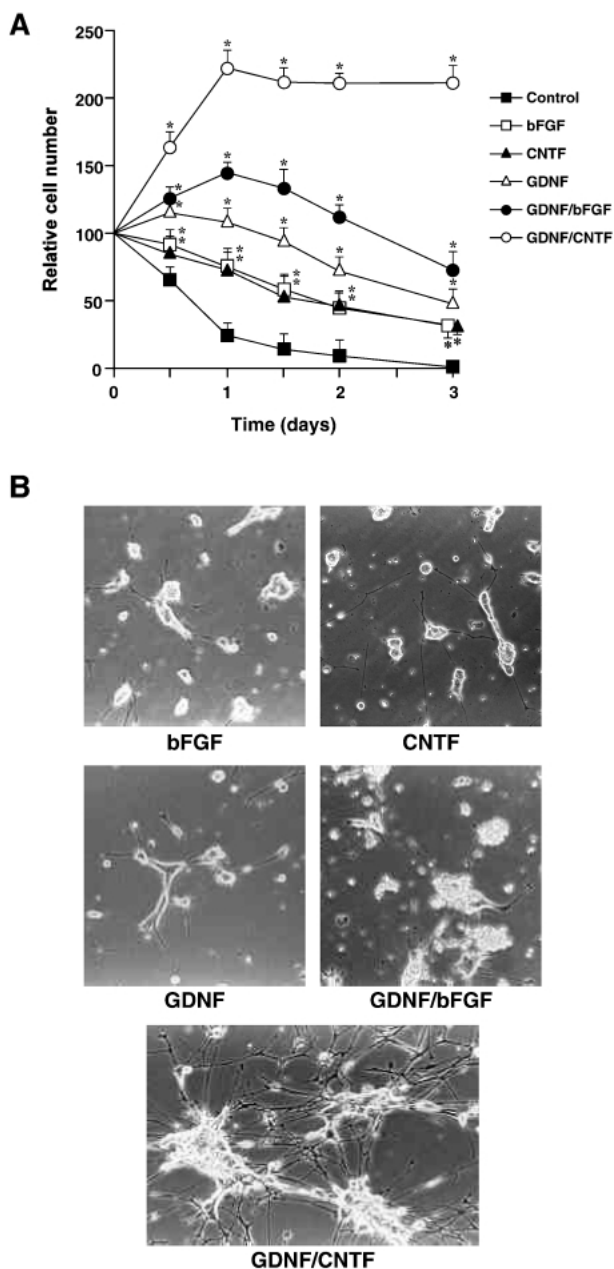 A
250
200
150
100
50
0
Relative cell number
0 1 2 3
Time (days)
Control
bFGF
CNTF
GDNF
GDNF/bFGF
GDNF/CNTF
* * * * *
* * * * *
* * * * *
* * * * *
* * * * *
B
bFGF CNTF
GDNF GDNF/bFGF
GDNF/CNTF